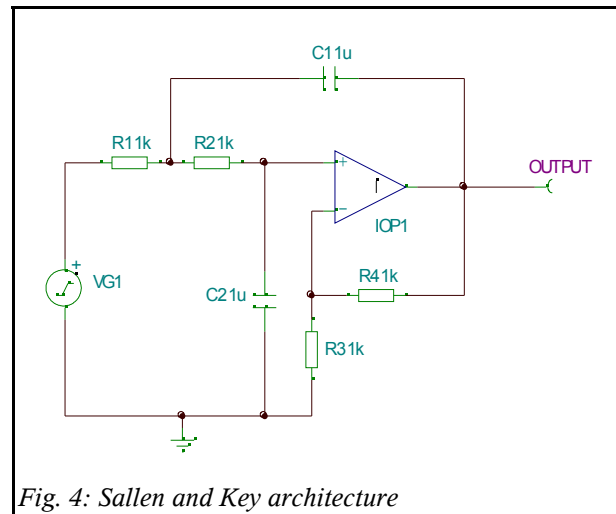 C11u
R11k R21k
+
OUTPUT
−
IOP1
+
VG1
R41k
C21u
R31k
Fig. 4: Sallen and Key architecture